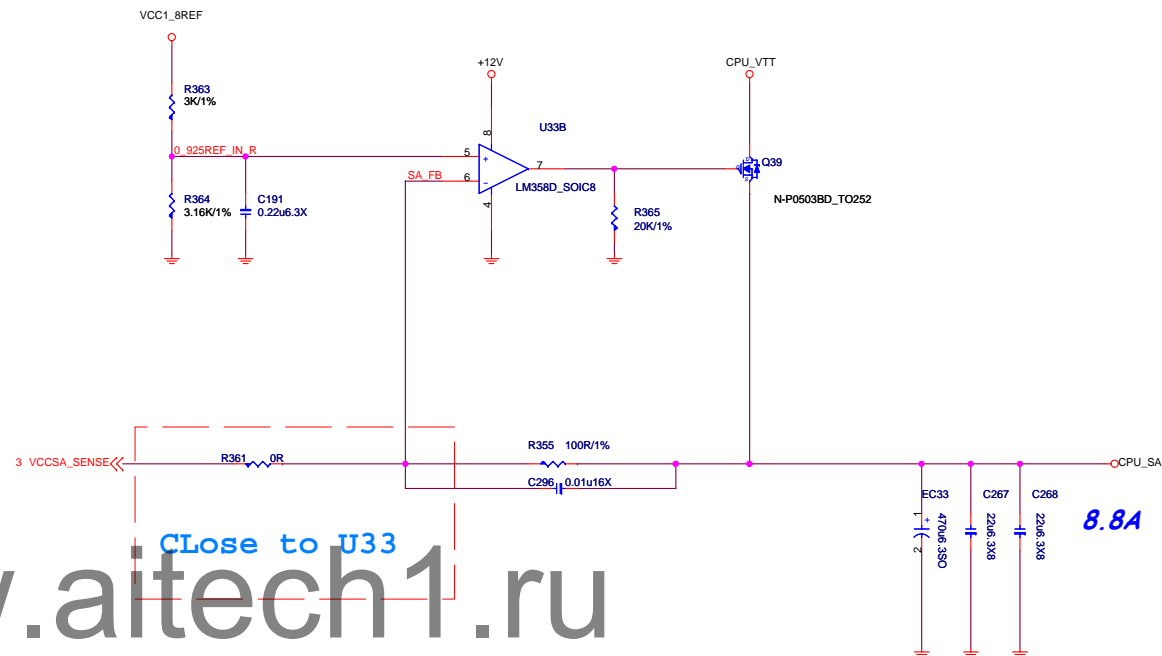 VCC1_8REF
R363
3K/1%
0_925REF_IN_R
R364
3.16K/1%
C191
0.22u6.3X
+12V
8
U33B
5
+
7
SA_FB
6
-
LM358D_SOIC8
4
R365
20K/1%
CPU_VTT
D
G
S
Q39
N-P0503BD_TO252
3 VCCSA_SENSE
R361 0R
R355 100R/1%
C296 0.01u16X
CPU_SA
EC33
C267
C268
1
+
2
470u6.3SO
22u6.3X8
22u6.3X8
8.8A
CLose to U33
.aitech1.ru